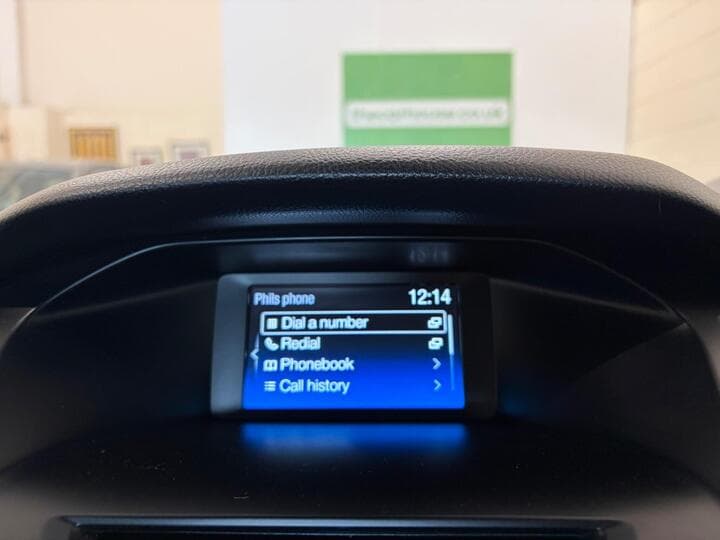 Phils phone 12:14
Dial a number
Redial
Phonebook
Call history